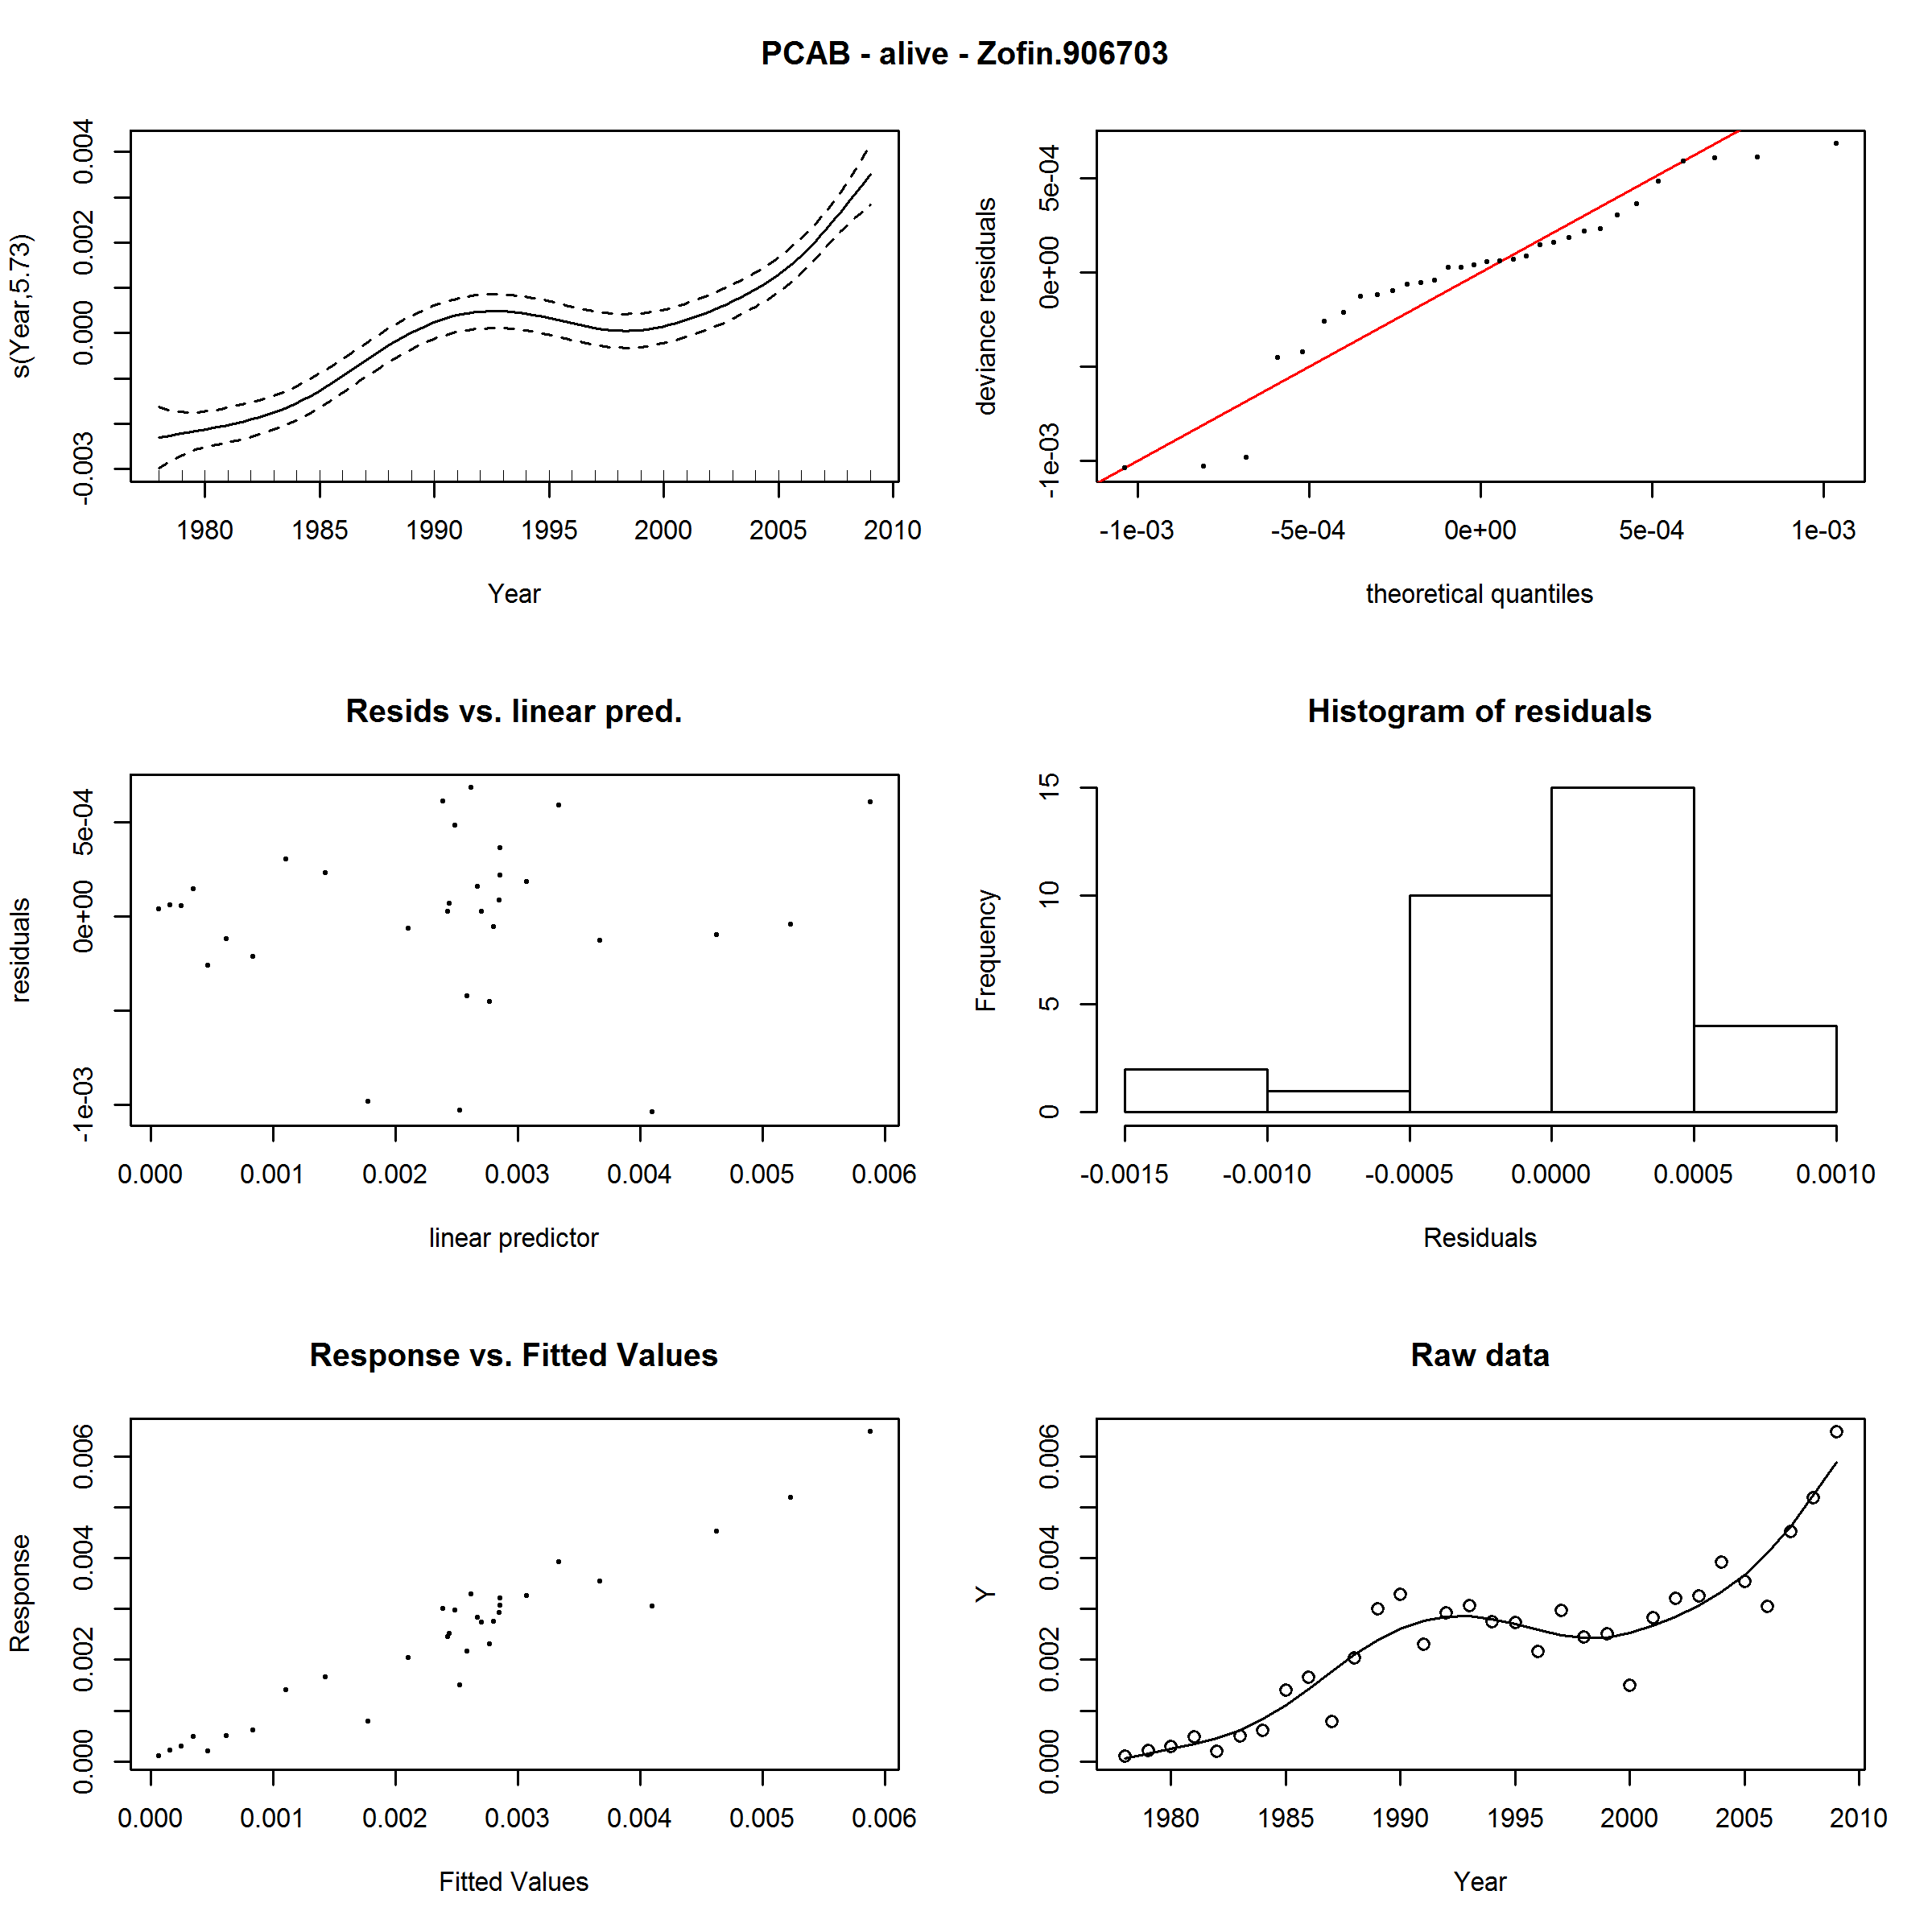 PCAB - alive - Zofin.906703
s(Year,5.73)
-0.003 0.000 0.002 0.004
1980 1985 1990 1995 2000 2005 2010
Year
deviance residuals
-1e-03 0e+00 5e-04
-1e-03 -5e-04 0e+00 5e-04 1e-03
theoretical quantiles
Resids vs. linear pred.
residuals
-1e-03 0e+00 5e-04
0.000 0.001 0.002 0.003 0.004 0.005 0.006
linear predictor
Histogram of residuals
Frequency
0 5 10 15
-0.0015 -0.0010 -0.0005 0.0000 0.0005 0.0010
Residuals
Response vs. Fitted Values
Response
0.000 0.002 0.004 0.006
0.000 0.001 0.002 0.003 0.004 0.005 0.006
Fitted Values
Raw data
Y
0.000 0.002 0.004 0.006
1980 1985 1990 1995 2000 2005 2010
Year